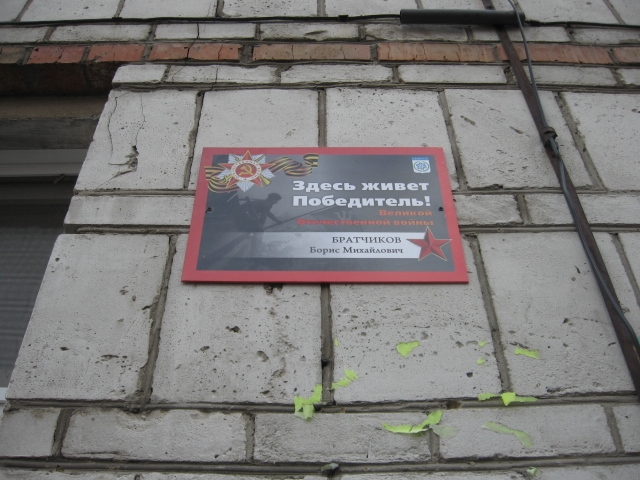 Здесь живет
Победитель!
Великой
Отечественной войны
БРАТЧИКОВ
Борис Михайлович